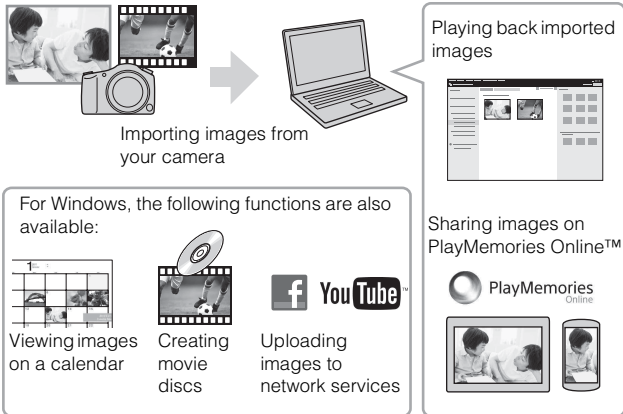 Importing images from
your camera
Playing back imported
images
Sharing images on
PlayMemories Online™
PlayMemories
Online
For Windows, the following functions are also
available:
1
Viewing images
on a calendar
Creating
movie
discs
f You Tube ™
Uploading
images to
network services